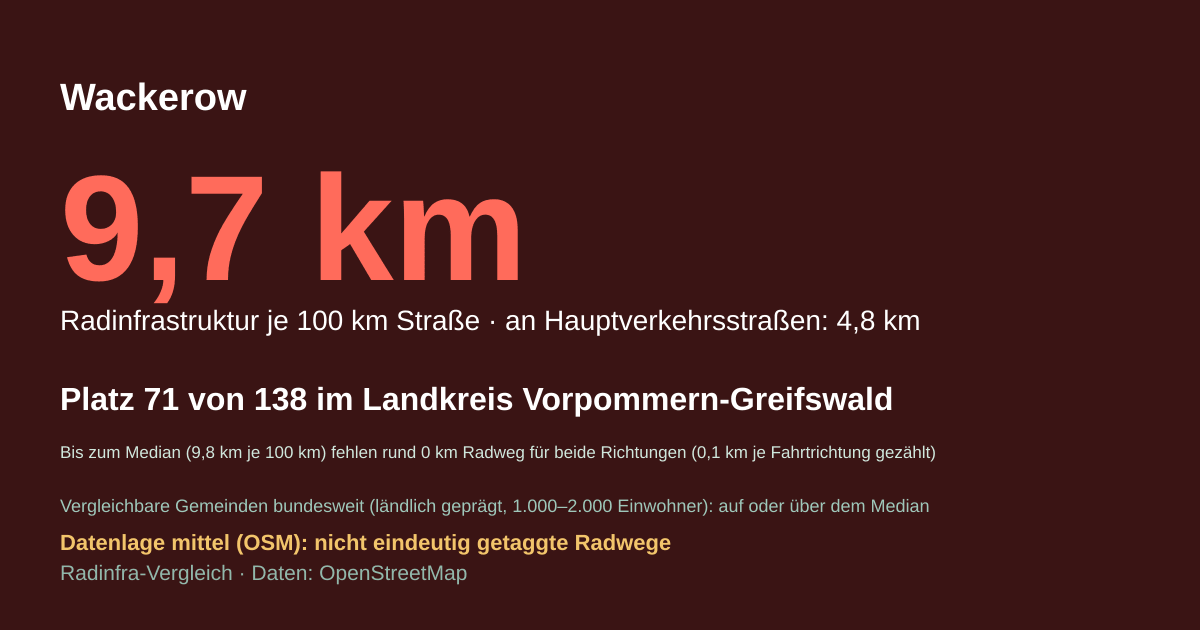 Wackerow
9,7 km
Radinfrastruktur je 100 km Straße · an Hauptverkehrsstraßen: 4,8 km
Platz 71 von 138 im Landkreis Vorpommern-Greifswald
Bis zum Median (9,8 km je 100 km) fehlen rund 0 km Radweg für beide Richtungen (0,1 km je Fahrtrichtung gezählt)
Vergleichbare Gemeinden bundesweit (ländlich geprägt, 1.000–2.000 Einwohner): auf oder über dem Median
Datenlage mittel (OSM): nicht eindeutig getaggte Radwege
Radinfra-Vergleich · Daten: OpenStreetMap